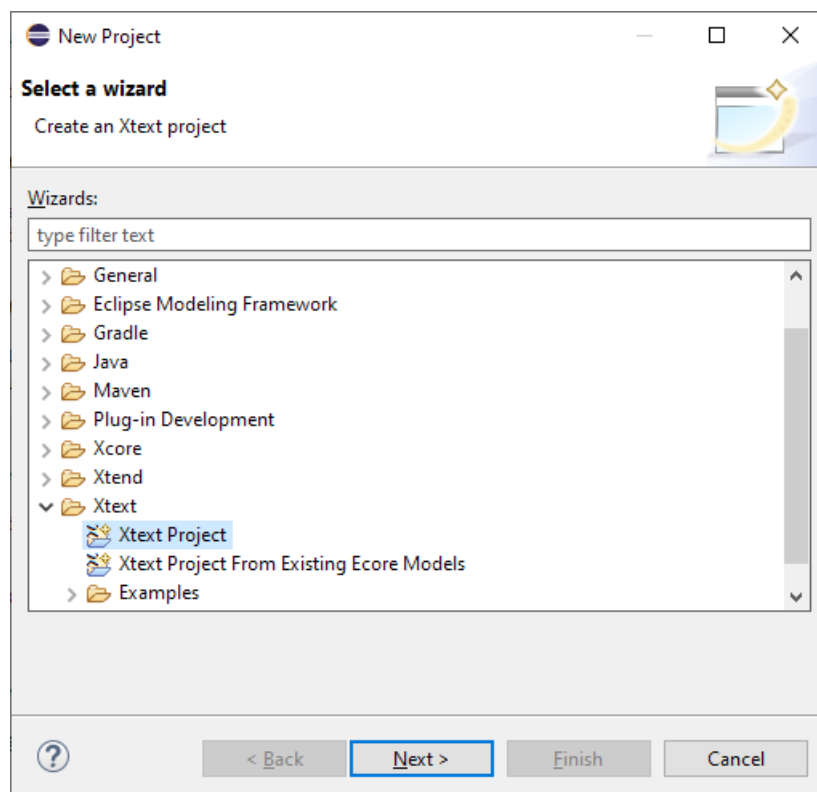 New Project
Select a wizard
Create an Xtext project
Wizards:
type filter text
General
Eclipse Modeling Framework
Gradle
Java
Maven
Plug-in Development
Xcore
Xtend
Xtext
Xtext Project
Xtext Project From Existing Ecore Models
Examples
? < Back Next > Finish Cancel